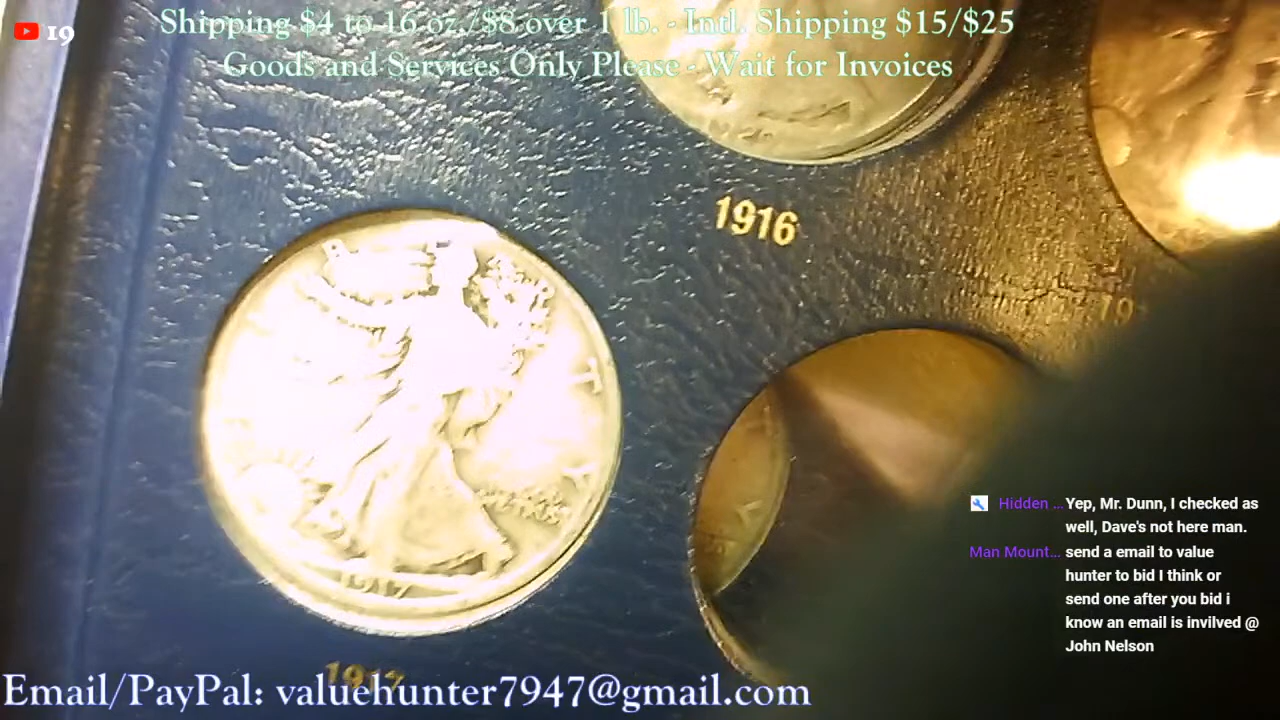 19
Shipping $4 to 16 oz./$8 over 1 lb. - Intl. Shipping $15/$25
Goods and Services Only Please - Wait for Invoices
1916
19
1917
1917
Hidden ... Yep, Mr. Dunn, I checked as
well, Dave's not here man.
Man Mount... send a email to value
hunter to bid I think or
send one after you bid i
know an email is invilved @
John Nelson
Email/PayPal: valuehunter7947@gmail.com